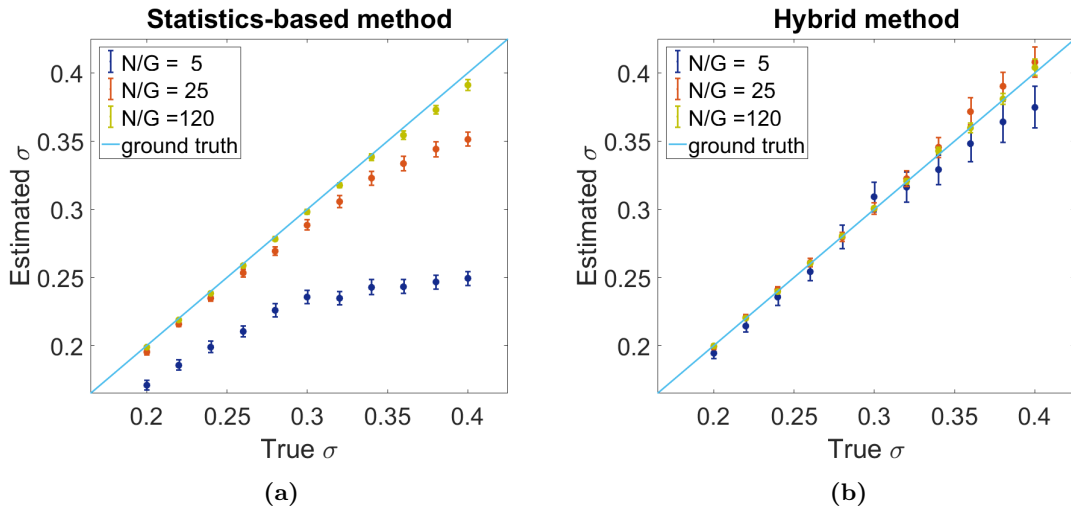 Statistics-based method
N/G = 5
N/G = 25
N/G =120
ground truth
0.4
0.35
0.3
0.25
0.2
Estimated σ
0.2 0.25 0.3 0.35 0.4
True σ
(a)
Hybrid method
N/G = 5
N/G = 25
N/G =120
ground truth
0.4
0.35
0.3
0.25
0.2
Estimated σ
0.2 0.25 0.3 0.35 0.4
True σ
(b)